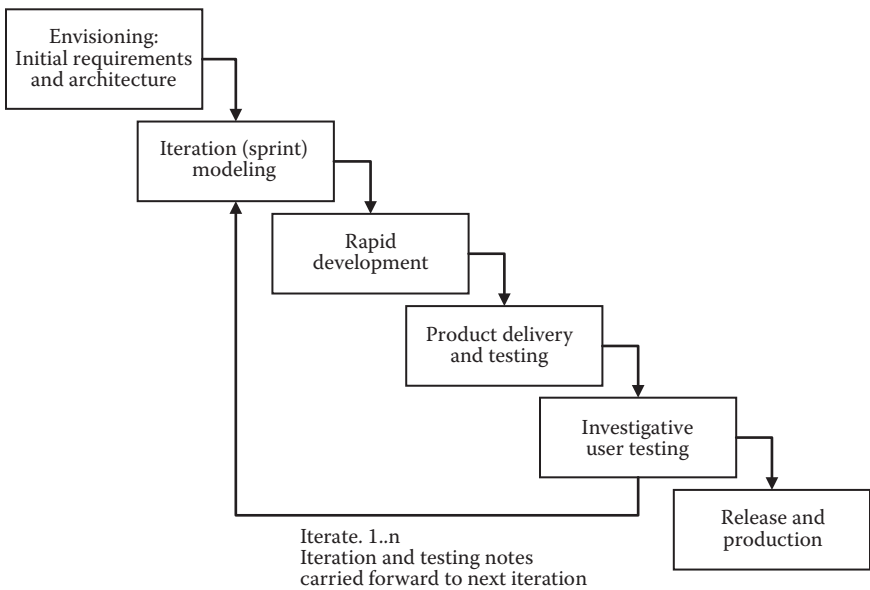 Envisioning:
Initial requirements
and architecture
Iteration (sprint)
modeling
Rapid
development
Product delivery
and testing
Investigative
user testing
Release and
production
Iterate. 1..n
Iteration and testing notes
carried forward to next iteration